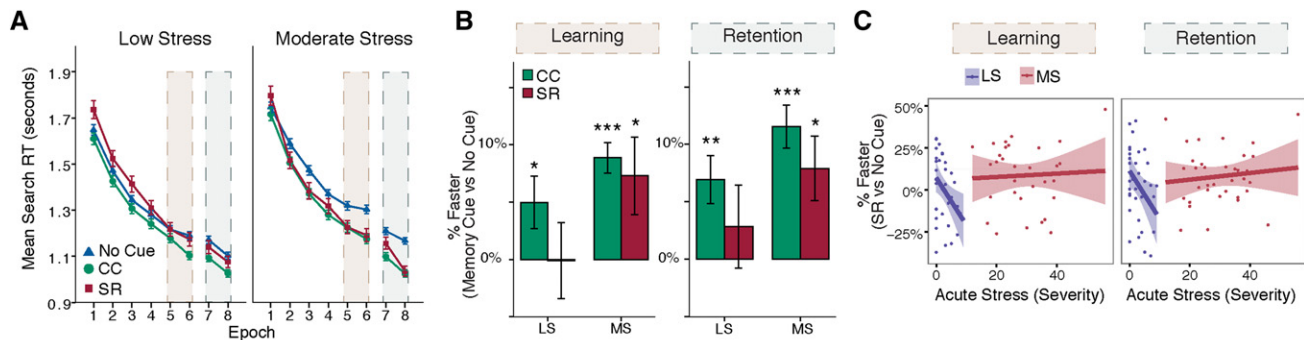 A
Low Stress
Moderate Stress
Mean Search RT (seconds)
1.9
1.7
1.5
1.3
1.1
0.9
No Cue
CC
SR
1 2 3 4 5 6 7 8
1 2 3 4 5 6 7 8
Epoch
B
Learning
Retention
% Faster
(Memory Cue vs No Cue)
CC
SR
10%
0%
*
***
*
LS
MS
10%
0%
**
***
*
LS
MS
C
Learning
Retention
LS
MS
% Faster
(SR vs No Cue)
50%
25%
0%
−25%
0 20 40
0 20 40
Acute Stress (Severity)
Acute Stress (Severity)